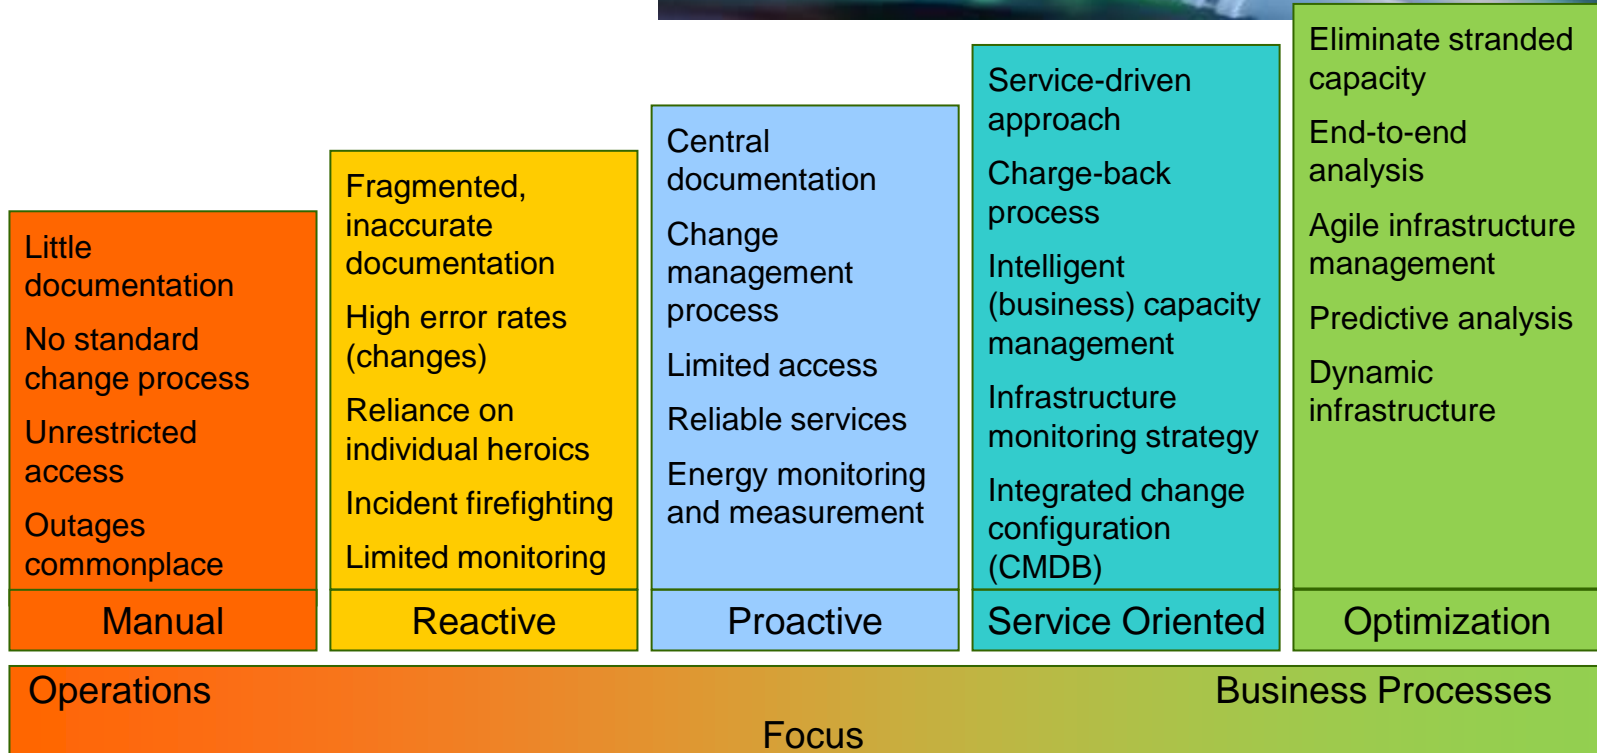 Little
documentation
No standard
change process
Unrestricted
access
Outages
commonplace
Manual
Fragmented,
inaccurate
documentation
High error rates
(changes)
Reliance on
individual heroics
Incident firefighting
Limited monitoring
Reactive
Central
documentation
Change
management
process
Limited access
Reliable services
Energy monitoring
and measurement
Proactive
Service-driven
approach
Charge-back
process
Intelligent
(business) capacity
management
Infrastructure
monitoring strategy
Integrated change
configuration
(CMDB)
Service Oriented
Eliminate stranded
capacity
End-to-end
analysis
Agile infrastructure
management
Predictive analysis
Dynamic
infrastructure
Optimization
Operations
Business Processes
Focus